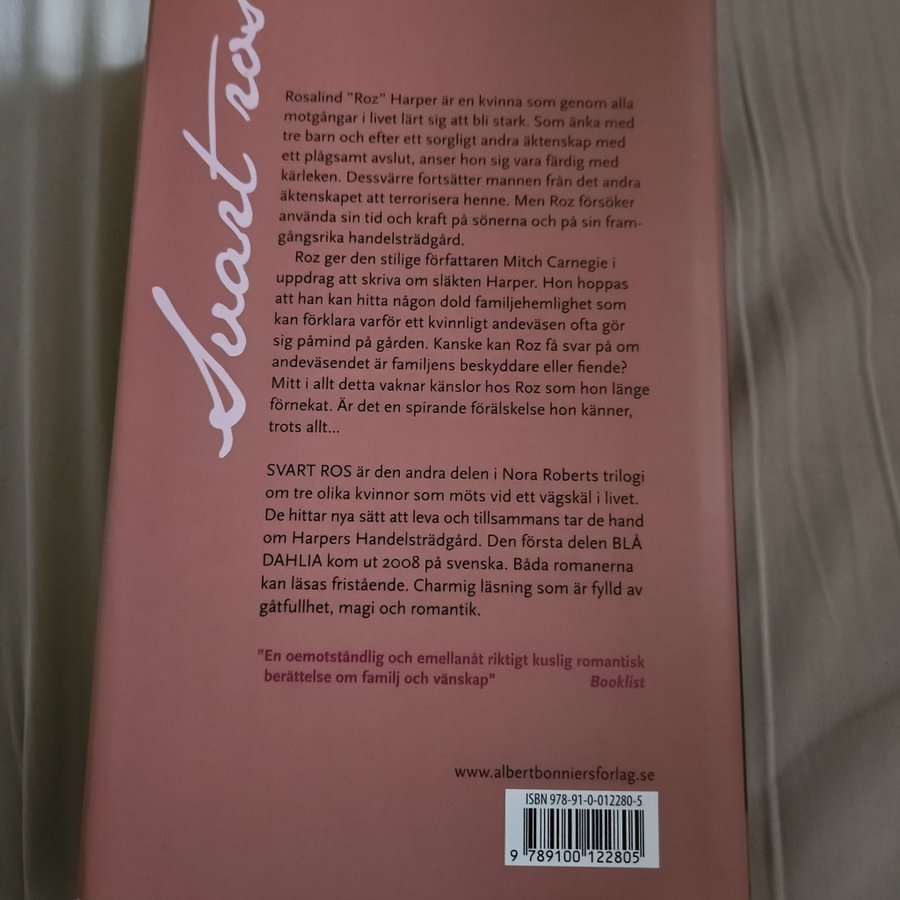 Svart ros
Rosalind "Roz" Harper är en kvinna som genom alla
motgångar i livet lärt sig att bli stark. Som änka med
tre barn och efter ett sorgligt andra äktenskap med
ett plågsamt avslut, anser hon sig vara färdig med
kärleken. Dessvärre fortsätter mannen från det andra
äktenskapet att terrorisera henne. Men Roz försöker
använda sin tid och kraft på sönerna och på sin fram-
gångsrika handelsträdgård.
Roz ger den stilige författaren Mitch Carnegie i
uppdrag att skriva om släkten Harper. Hon hoppas
att han kan hitta någon dold familjehemlighet som
kan förklara varför ett kvinnligt andeväsen ofta gör
sig påmind på gården. Kanske kan Roz få svar på om
andeväsendet är familjens beskyddare eller fiende?
Mitt i allt detta vaknar känslor hos Roz som hon länge
förnekat. Är det en spirande förälskelse hon känner,
trots allt...
SVART ROS är den andra delen i Nora Roberts trilogi
om tre olika kvinnor som möts vid ett vägskäl i livet.
De hittar nya sätt att leva och tillsammans tar de hand
om Harpers Handelsträdgård. Den första delen BLÅ
DAHLIA kom ut 2008 på svenska. Båda romanerna
kan läsas fristående. Charmig läsning som är fylld av
gåtfullhet, magi och romantik.
"En oemotståndlig och emellanåt riktigt kuslig romantisk
berättelse om familj och vänskap" Booklist
www.albertbonniersforlag.se
ISBN 978-91-0-012280-5
9 789100 122805